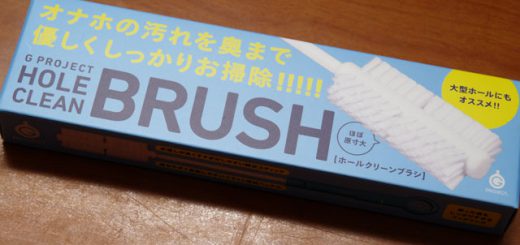 オナホの汚れを奥まで
優しくしっかりお掃除!!!!!
G PROJECT
HOLE
CLEAN
BRUSH
大型ホールにも
オススメ!!
ほぼ
原寸大
[ホールクリーンブラシ]
G
PROJECT